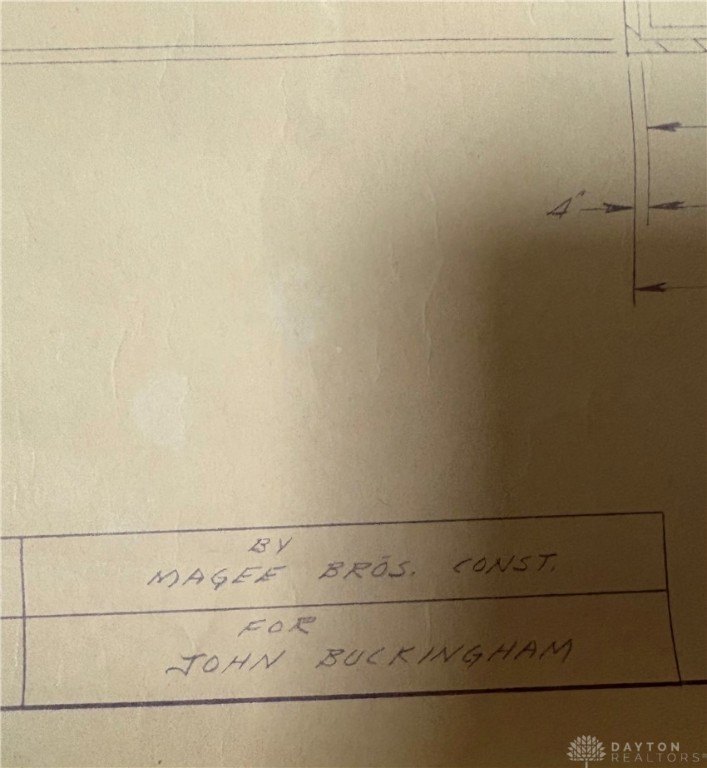 4"
BY
MAGEE BROS. CONST.
FOR
JOHN BUCKINGHAM
DAYTON
REALTORS®